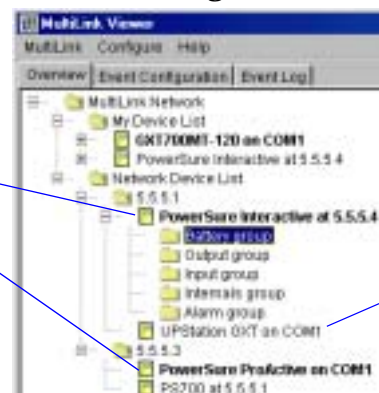 MultiLink Viewer
MultiLink Configure Help
Overview Event Configuration Event Log
MultiLink Network
My Device List
GXT700MT-120 on COM1
PowerSure Interactive at 5.5.5.4
Network Device List
5.5.5.1
PowerSure Interactive at 5.5.5.4
Battery group
Output group
Input group
Internals group
Alarm group
UPStation GXT on COM1
5.5.5.3
PowerSure ProActive on COM1
PS700 at 5.5.5.1